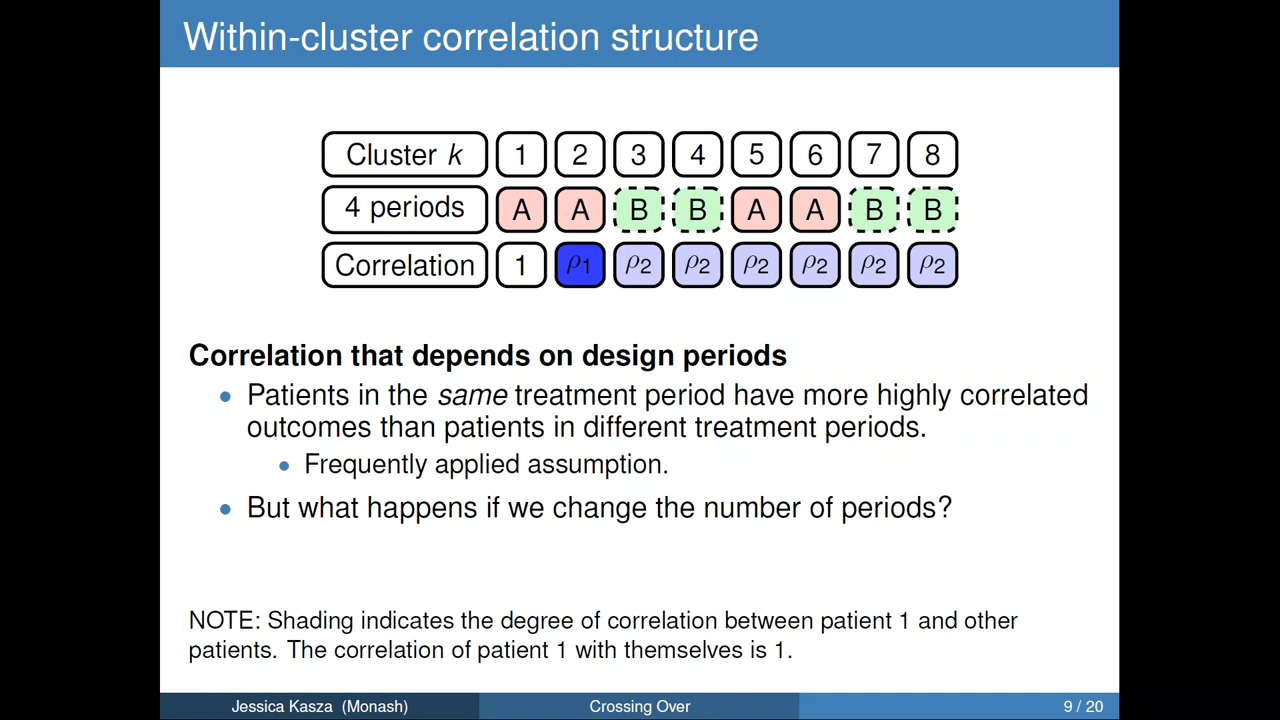 Within-cluster correlation structure
Cluster k 1 2 3 4 5 6 7 8
4 periods A A B B A A B B
Correlation 1 ρ1 ρ2 ρ2 ρ2 ρ2 ρ2 ρ2
Correlation that depends on design periods
• Patients in the same treatment period have more highly correlated
outcomes than patients in different treatment periods.
• Frequently applied assumption.
• But what happens if we change the number of periods?
NOTE: Shading indicates the degree of correlation between patient 1 and other
patients. The correlation of patient 1 with themselves is 1.
Jessica Kasza (Monash) Crossing Over 9 / 20